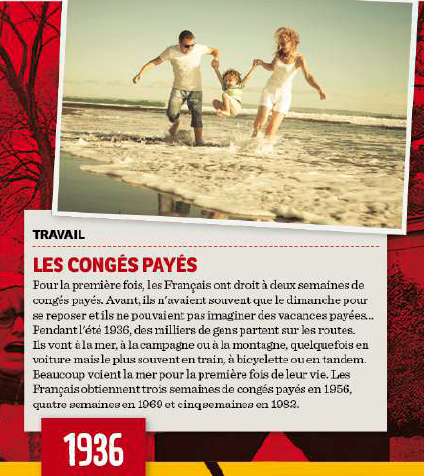 TRAVAIL
LES CONGÉS PAYÉS
Pour la première fois, les Français ont droit à deux semaines de
congés payés. Avant, ils n'avaient souvent que le dimanche pour
se reposer et ils ne pouvaient pas imaginer des vacances payées...
Pendant l'été 1936, des milliers de gens partent sur les routes.
Ils vont à la mer, à la campagne ou à la montagne, quelquefois en
voiture mais le plus souvent en train, à bicyclette ou en tandem.
Beaucoup voient la mer pour la première fois de leur vie. Les
Français obtiennent trois semaines de congés payés en 1956,
quatre semaines en 1969 et cinq semaines en 1982.
1936